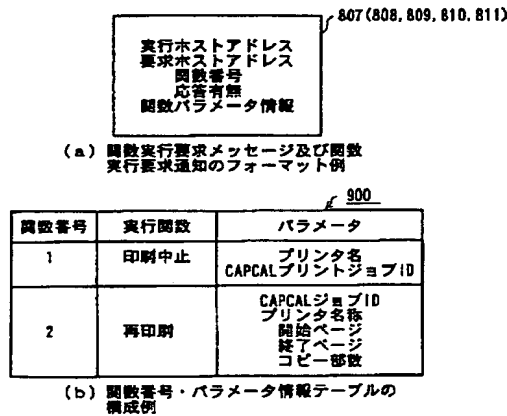 807(808,809,810,811)
実行ホストアドレス
要求ホストアドレス
関数番号
応答有無
関数パラメータ情報
(a) 関数実行要求メッセージ及び関数
実行要求通知のフォーマット例
900
関数番号 実行関数 パラメータ
1 印刷中止 プリンタ名
CAPCALプリントジョブID
2 再印刷 CAPCALジョブID
プリンタ名称
開始ページ
終了ページ
コピー部数
(b) 関数番号・パラメータ情報テーブルの
構成例